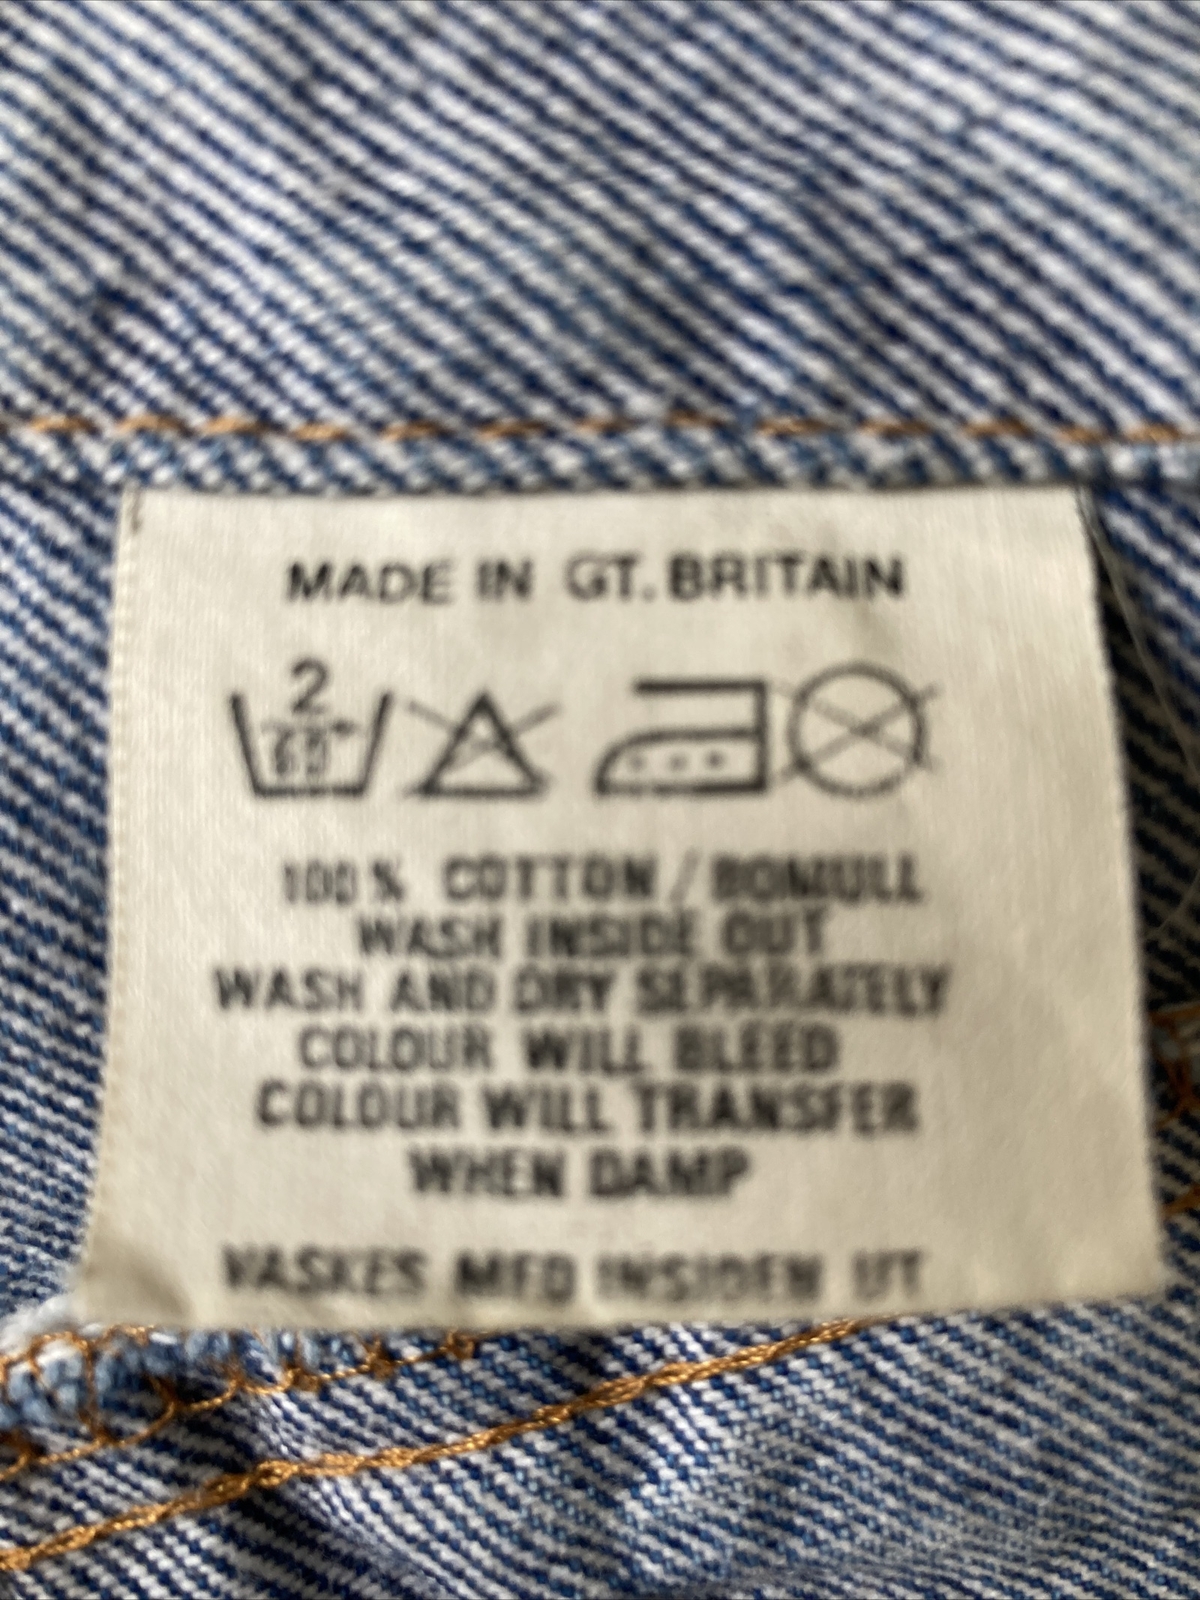 MADE IN GT. BRITAIN
2
60
100% COTTON / BOMULL
WASH INSIDE OUT
WASH AND DRY SEPARATELY
COLOUR WILL BLEED
COLOUR WILL TRANSFER
WHEN DAMP
VASKES MED INSIDEN UT